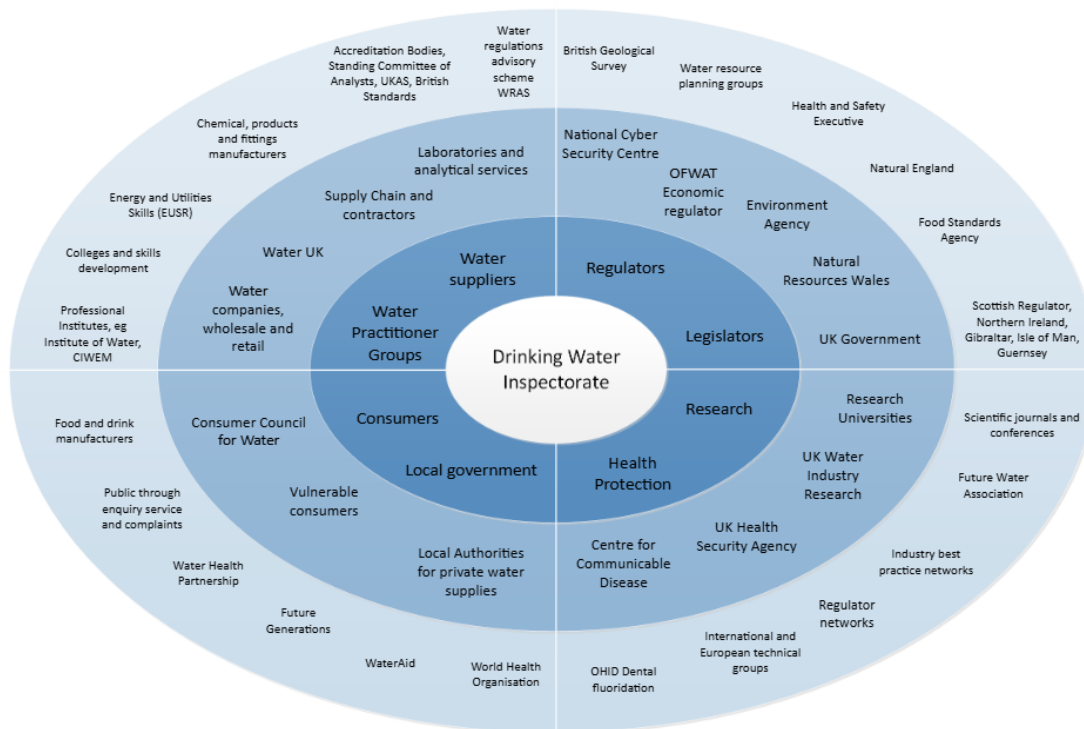 Accreditation Bodies,
Standing Committee of
Analysts, UKAS, British
Standards
Water
regulations
advisory
scheme
WRAS
British Geological
Survey
Water resource
planning groups
Health and Safety
Executive
Chemical, products
and fittings
manufacturers
Natural England
Energy and Utilities
Skills (EUSR)
Food Standards
Agency
Colleges and skills
development
Professional
Institutes, eg
Institute of Water,
CIWEM
Scottish Regulator,
Northern Ireland,
Gibraltar, Isle of Man,
Guernsey
Laboratories and
analytical services
National Cyber
Security Centre
Supply Chain and
contractors
OFWAT
Economic
regulator
Environment
Agency
Water UK
Natural
Resources Wales
Water
companies,
wholesale and
retail
UK Government
Water
suppliers
Regulators
Water
Practitioner
Groups
Legislators
Drinking Water
Inspectorate
Consumers
Research
Local government
Health
Protection
Consumer Council
for Water
Research
Universities
Vulnerable
consumers
UK Water
Industry
Research
Local Authorities
for private water
supplies
Centre for
Communicable
Disease
UK Health
Security Agency
Food and drink
manufacturers
Scientific journals and
conferences
Public through
enquiry service
and complaints
Future Water
Association
Water Health
Partnership
Industry best
practice networks
Future
Generations
Regulator
networks
WaterAid
World Health
Organisation
OHID Dental
fluoridation
International and
European technical
groups